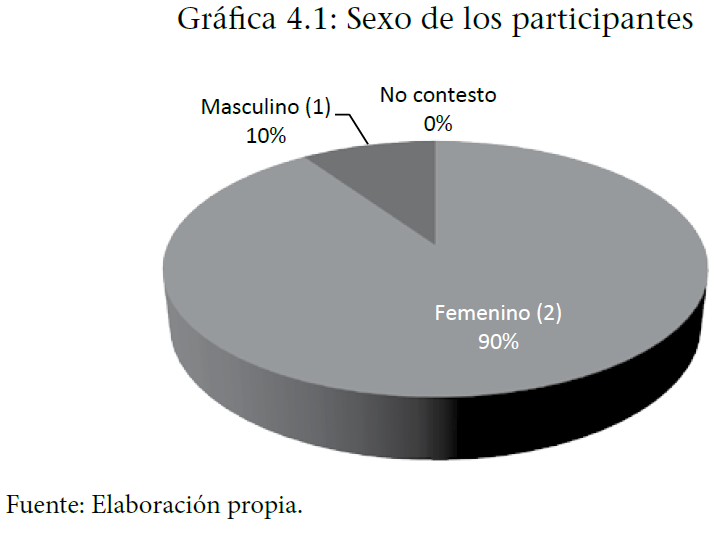 Gráfica 4.1: Sexo de los participantes
No contesto
0%
Masculino (1)
10%
Femenino (2)
90%
Fuente: Elaboración propia.